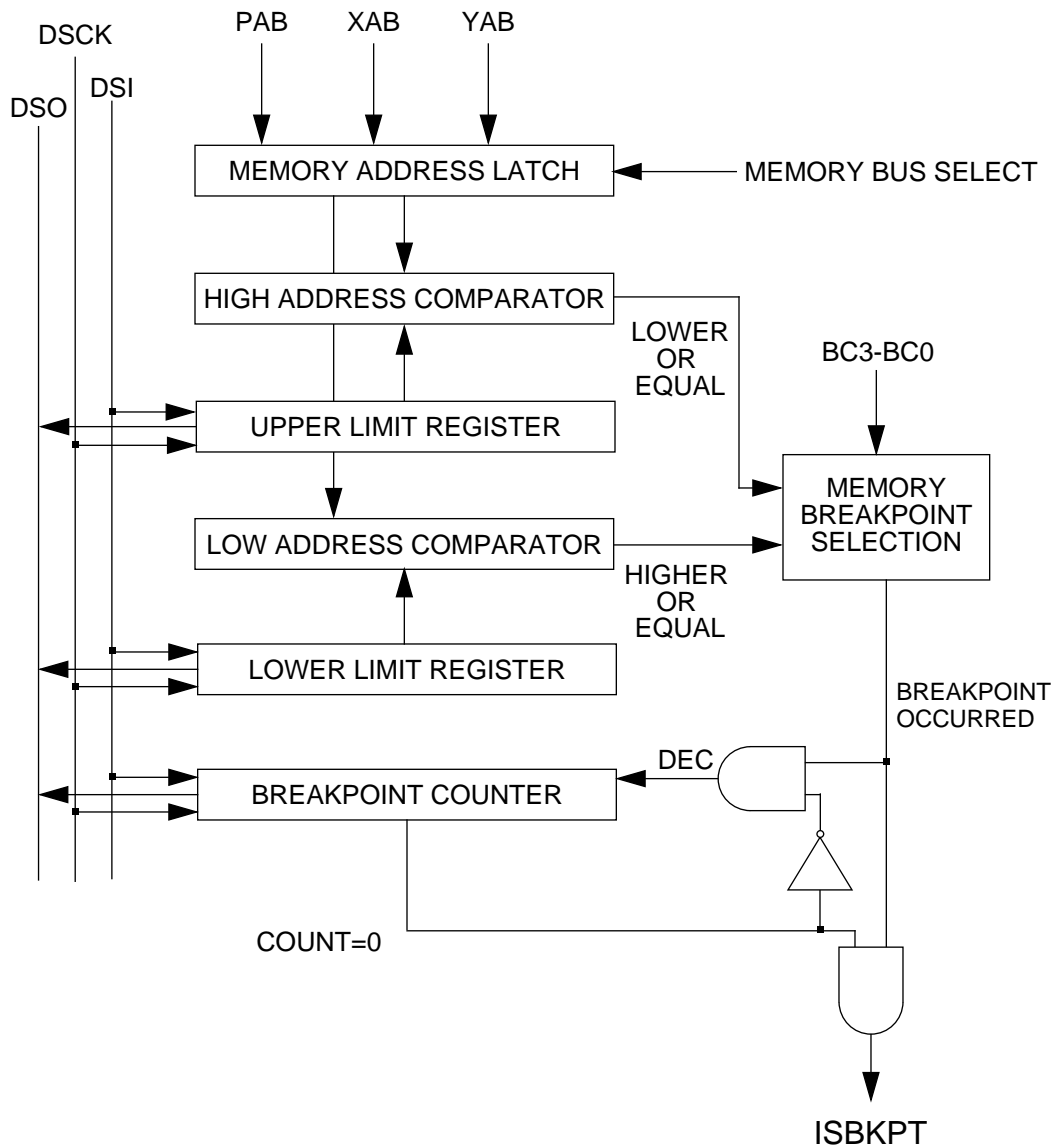 PAB XAB YAB
DSCK
DSI
DSO
MEMORY ADDRESS LATCH
MEMORY BUS SELECT
HIGH ADDRESS COMPARATOR
LOWER
OR
EQUAL
BC3-BC0
UPPER LIMIT REGISTER
MEMORY
BREAKPOINT
SELECTION
LOW ADDRESS COMPARATOR
HIGHER
OR
EQUAL
LOWER LIMIT REGISTER
BREAKPOINT
OCCURRED
DEC
BREAKPOINT COUNTER
COUNT=0
ISBKPT